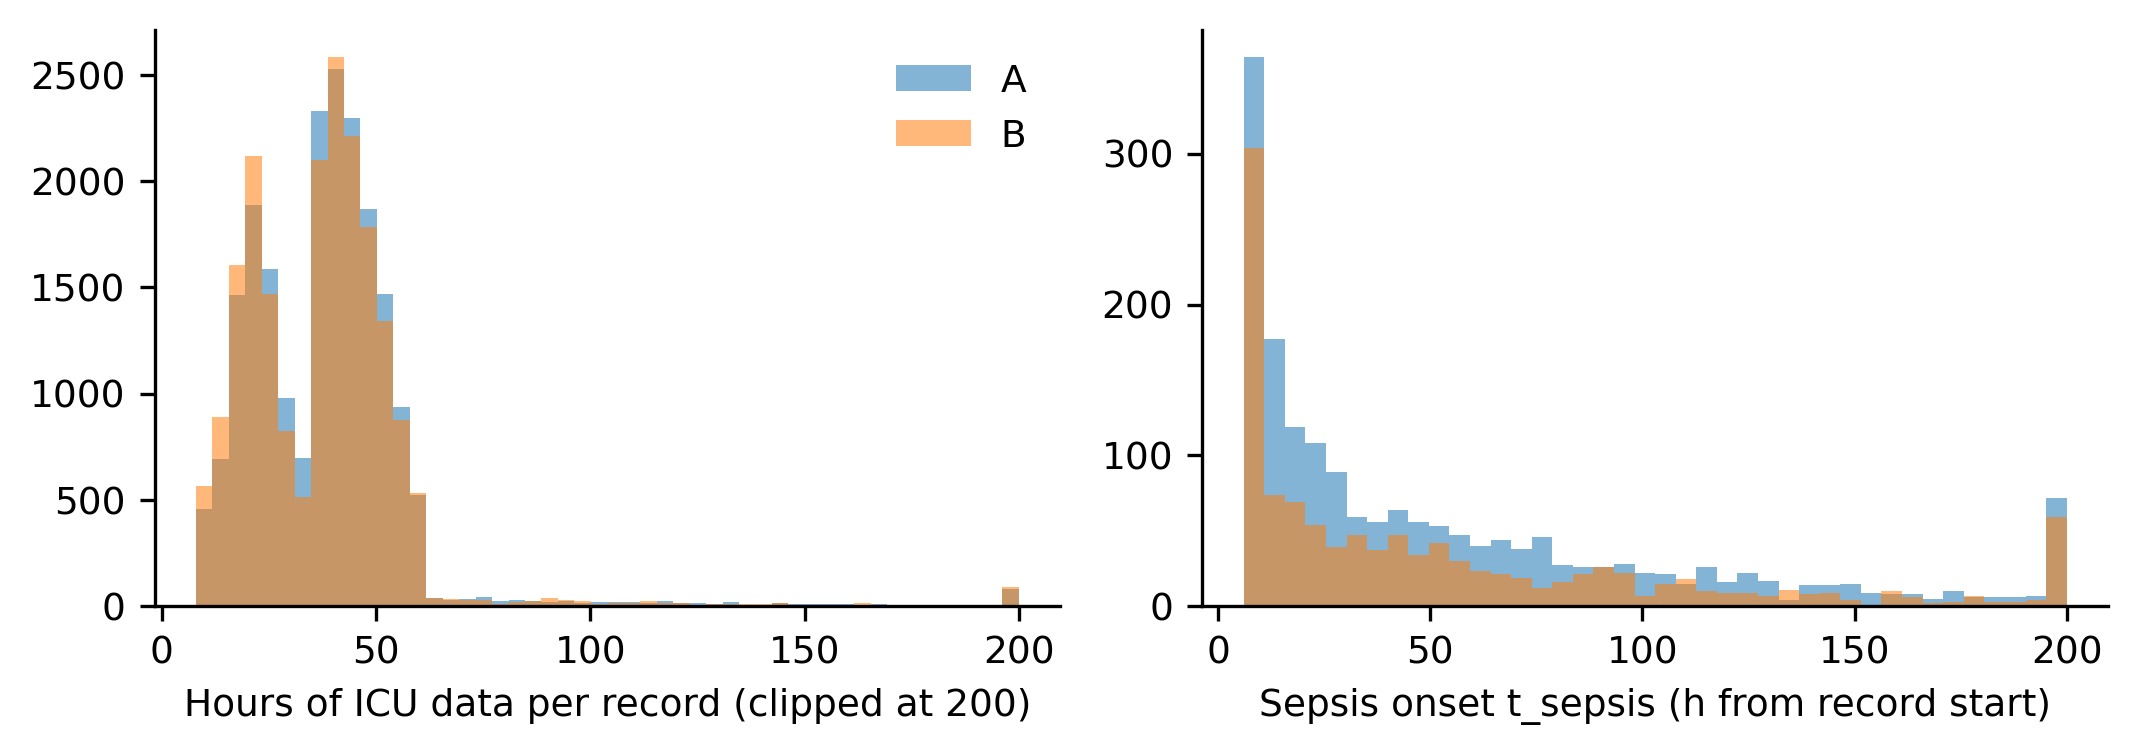 2500
2000
1500
1000
500
0
0 50 100 150 200
Hours of ICU data per record (clipped at 200)
A
B
300
200
100
0
0 50 100 150 200
Sepsis onset t_sepsis (h from record start)